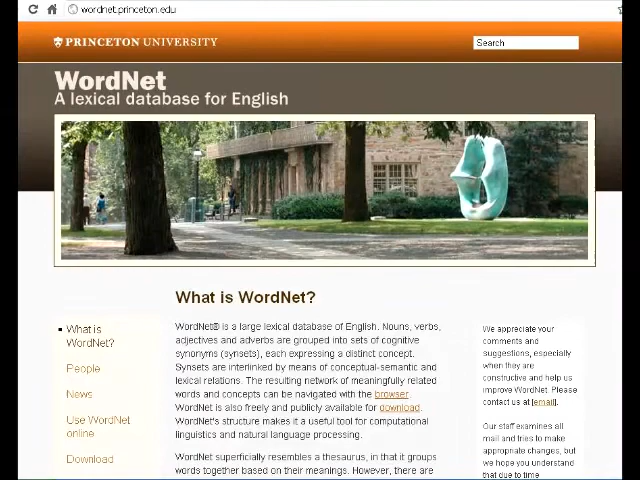 wordnet.princeton.edu
PRINCETON UNIVERSITY
Search
WordNet
A lexical database for English
What is WordNet?
What is
WordNet?
People
News
Use WordNet
online
Download
WordNet® is a large lexical database of English. Nouns, verbs,
adjectives and adverbs are grouped into sets of cognitive
synonyms (synsets), each expressing a distinct concept.
Synsets are interlinked by means of conceptual-semantic and
lexical relations. The resulting network of meaningfully related
words and concepts can be navigated with the browser.
WordNet is also freely and publicly available for download.
WordNet's structure makes it a useful tool for computational
linguistics and natural language processing.
WordNet superficially resembles a thesaurus, in that it groups
words together based on their meanings. However, there are
We appreciate your
comments and
suggestions, especially
when they are
constructive and help us
improve WordNet. Please
contact us at [email].
Our staff examines all
mail and tries to make
appropriate changes, but
we hope you understand
that due to time